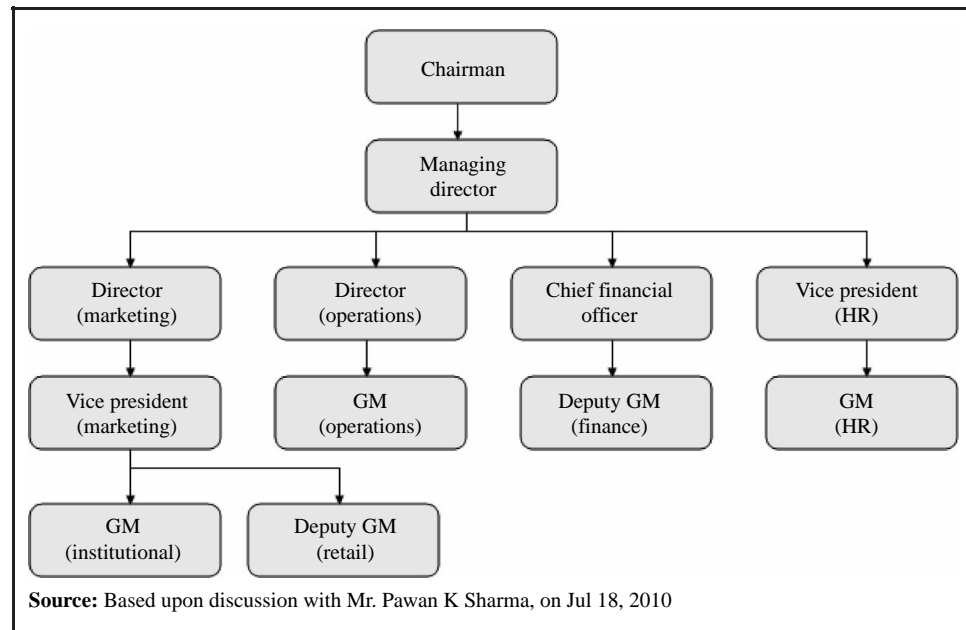 Chairman
Managing
director
Director
(marketing)
Director
(operations)
Chief financial
officer
Vice president
(HR)
Vice president
(marketing)
GM
(operations)
Deputy GM
(finance)
GM
(HR)
GM
(institutional)
Deputy GM
(retail)
Source: Based upon discussion with Mr. Pawan K Sharma, on Jul 18, 2010